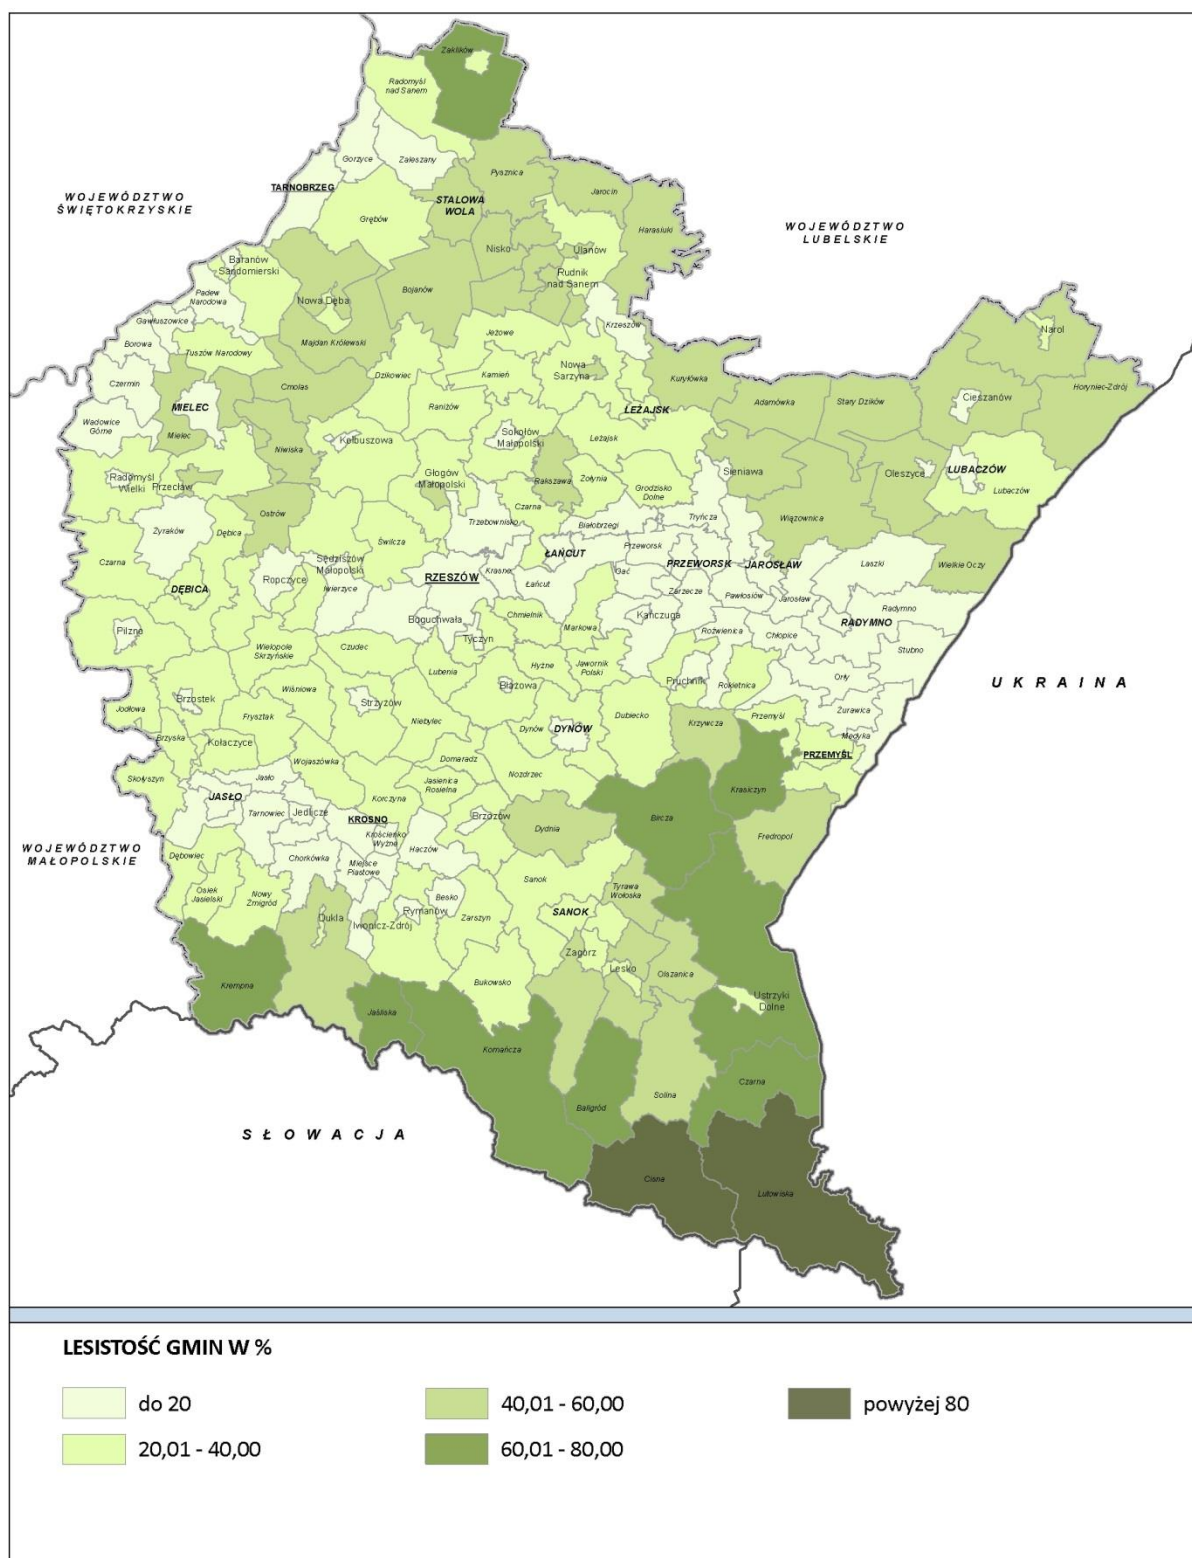 Zaklików
Radomyśl
nad Sanem
Gorzyce
Zaleszany
Pysznica
Jarocin
TARNOBRZEG
WOJEWÓDZTWO
ŚWIĘTOKRZYSKIE
STALOWA
WOLA
Grębów
Harasiuki
WOJEWÓDZTWO
LUBELSKIE
Nisko
Ulanów
Baranów
Sandomierski
Rudnik
nad Sanem
Padew
Narodowa
Nowa Dęba
Bojanów
Gawłuszowice
Krzeszów
Narol
Borowa
Majdan Królewski
Jeżowe
Tuszów Narodowy
Dzikowiec
Kamień
Nowa
Sarzyna
Kuryłówka
Horyniec-Zdrój
Czermin
Cmolas
Cieszanów
MIELEC
Raniżów
LEŻAJSK
Adamówka
Stary Dzików
Wadowice
Górne
Mielec
Kolbuszowa
Sokołów
Małopolski
Leżajsk
Niwiska
Sieniawa
Oleszyce
LUBACZÓW
Radomyśl
Wielki
Przecław
Głogów
Małopolski
Rakszawa
Żołynia
Grodzisko
Dolne
Lubaczów
Ostrów
Czarna
Tryńcza
Wiązownica
Żyraków
Dębica
Trzebownisko
Białobrzegi
Czarna
Świlcza
Sędziszów
Małopolski
ŁAŃCUT
Przeworsk
PRZEWORSK
JAROSŁAW
Laszki
Wielkie Oczy
DĘBICA
Ropczyce
Iwierzyce
RZESZÓW
Krasne
Łańcut
Gać
Zarzecze
Pawłosiów
Jarosław
Radymno
Boguchwała
Chmielnik
Markowa
Kańczuga
RADYMNO
Pilzno
Tyczyn
Roźwienica
Chłopice
Stubno
Wielopole
Skrzyńskie
Czudec
Lubenia
Hyżne
Jawornik
Polski
Pruchnik
Rokietnica
Orły
UKRAINA
Wiśniowa
Błażowa
Jodłowa
Brzostek
Strzyżów
Żurawica
Frysztak
Niebylec
Dynów
DYNÓW
Dubiecko
Krzywcza
Przemyśl
Medyka
Brzyska
Kołaczyce
PRZEMYŚL
Wojaszówka
Domaradz
Skołyszyn
Jasło
Nozdrzec
Jasienica
Rosielna
Krasiczyn
JASŁO
Korczyna
Tarnowiec
Jedlicze
KROSNO
Brzozów
Bircza
Krościenko
Wyżne
Dydnia
Fredropol
WOJEWÓDZTWO
MAŁOPOLSKIE
Haczów
Dębowiec
Chorkówka
Miejsce
Piastowe
Sanok
Tyrawa
Wołoska
Osiek
Jasielski
Nowy
Żmigród
Besko
Dukla
Rymanów
Zarszyn
SANOK
Iwonicz-Zdrój
Zagórz
Lesko
Olszanica
Krempna
Bukowsko
Jaśliska
Ustrzyki
Dolne
Komańcza
Czarna
Baligród
Solina
SŁOWACJA
Cisna
Lutowiska
LESISTOŚĆ GMIN W %
do 20
40,01 - 60,00
powyżej 80
20,01 - 40,00
60,01 - 80,00